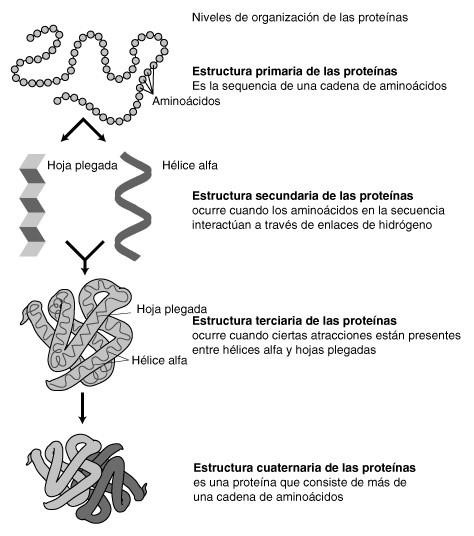 Niveles de organización de las proteínas
Estructura primaria de las proteínas
Es la sequencia de una cadena de aminoácidos
Aminoácidos
Hoja plegada
Hélice alfa
Estructura secundaria de las proteínas
ocurre cuando los aminoácidos en la secuencia
interactúan a través de enlaces de hidrógeno
Hoja plegada
Estructura terciaria de las proteínas
ocurre cuando ciertas atracciones están presentes
entre hélices alfa y hojas plegadas
Hélice alfa
Estructura cuaternaria de las proteínas
es una proteína que consiste de más de
una cadena de aminoácidos